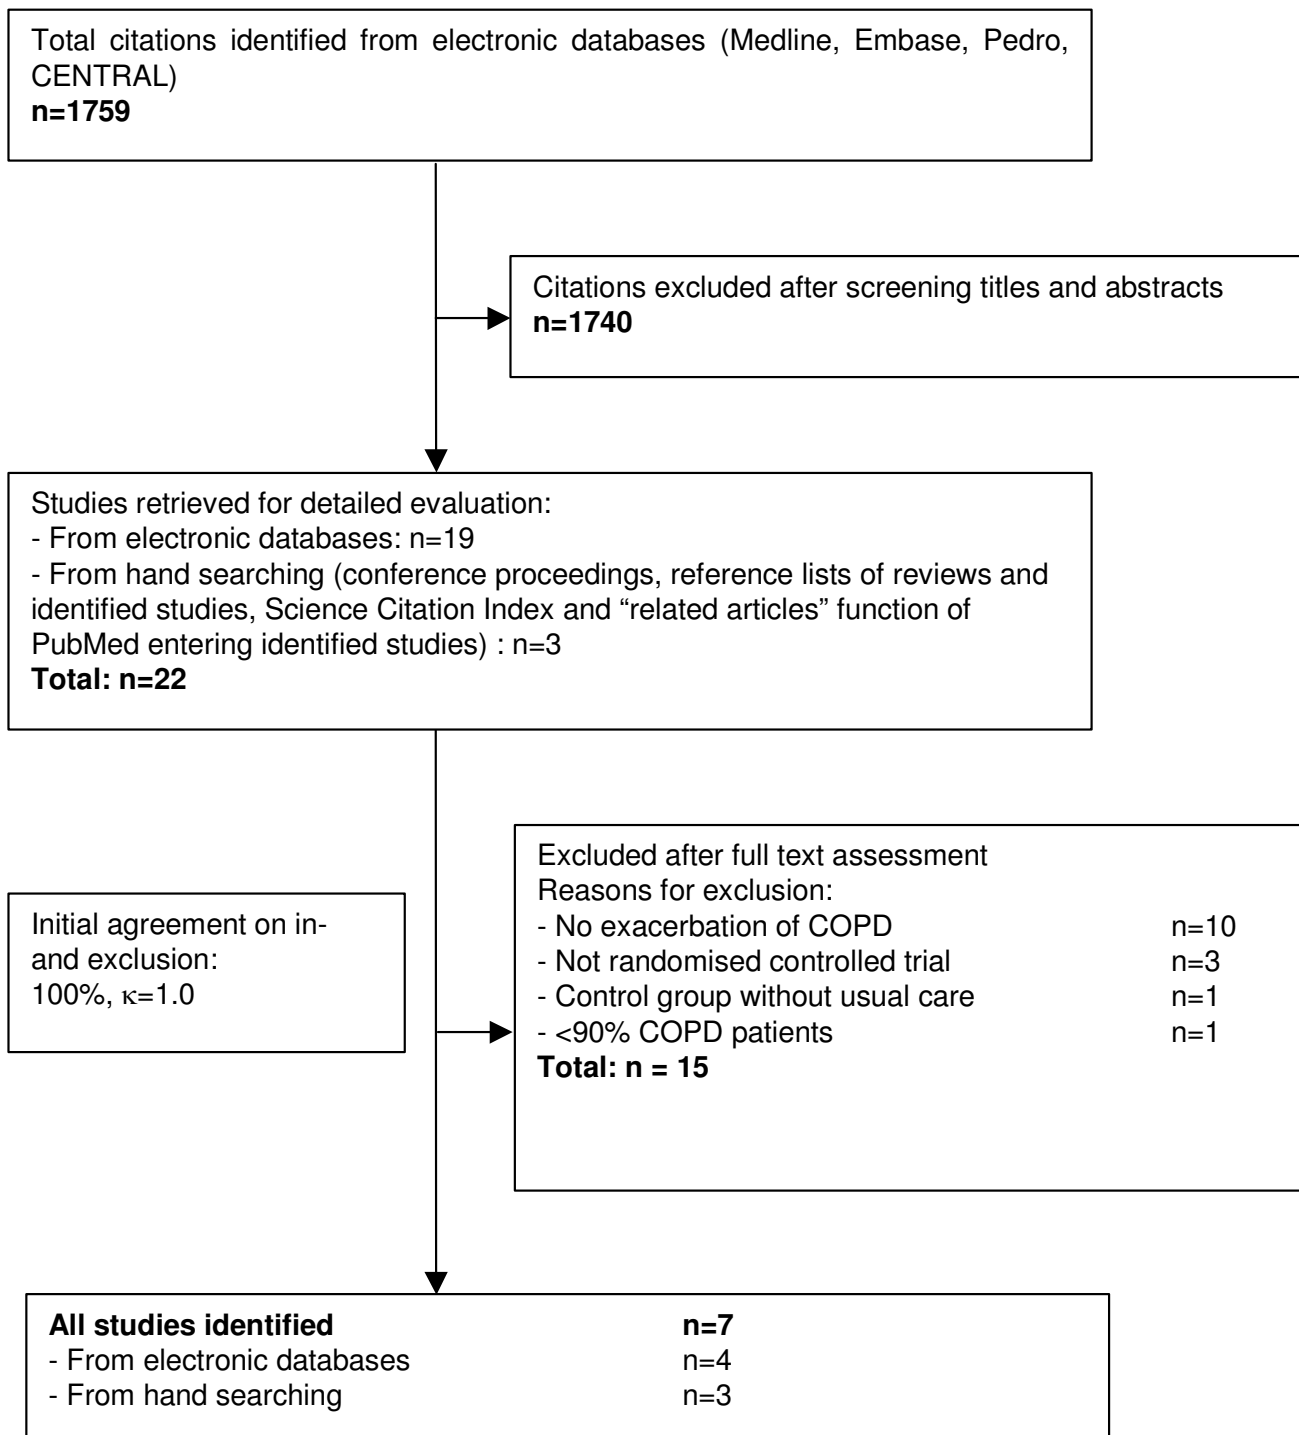 Total citations identified from electronic databases (Medline, Embase, Pedro,
CENTRAL)
n=1759
Citations excluded after screening titles and abstracts
n=1740
Studies retrieved for detailed evaluation:
- From electronic databases: n=19
- From hand searching (conference proceedings, reference lists of reviews and
identified studies, Science Citation Index and “related articles” function of
PubMed entering identified studies) : n=3
Total: n=22
Excluded after full text assessment
Reasons for exclusion:
- No exacerbation of COPD n=10
- Not randomised controlled trial n=3
- Control group without usual care n=1
- <90% COPD patients n=1
Total: n = 15
Initial agreement on in-
and exclusion:
100%, κ=1.0
All studies identified n=7
- From electronic databases n=4
- From hand searching n=3